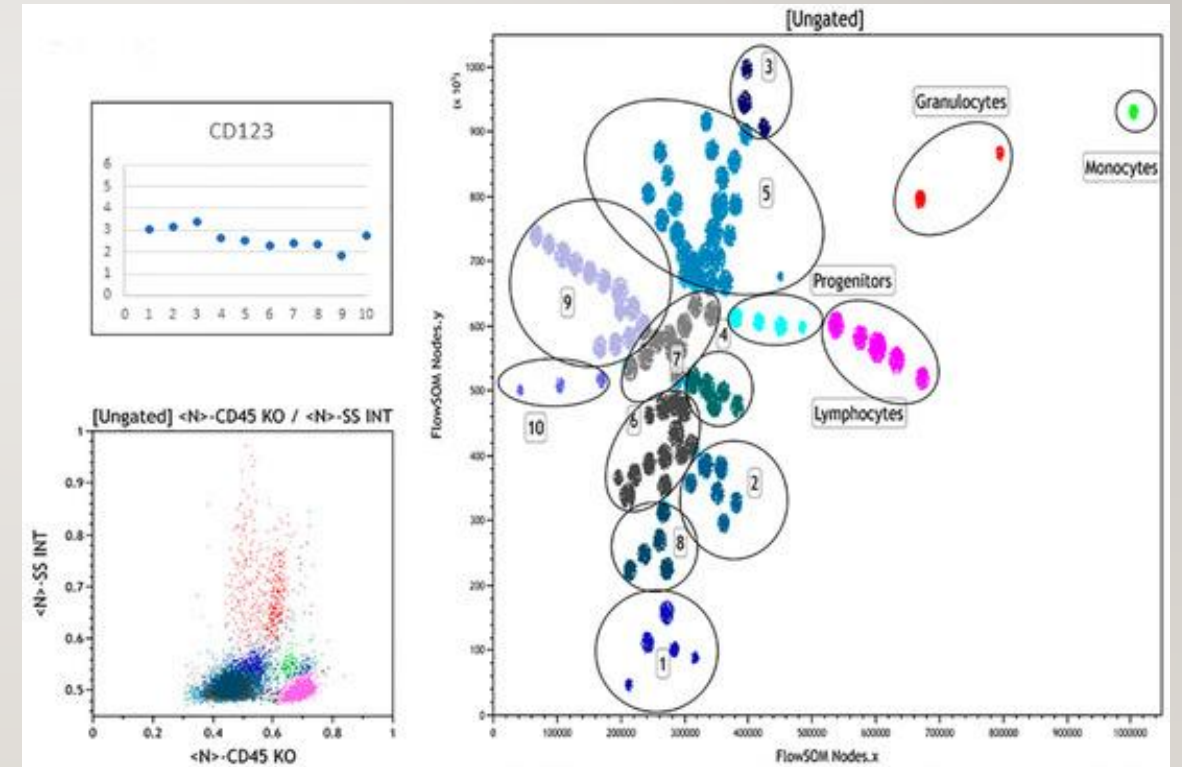 CD123
6
5
4
3
2
1
0
0 1 2 3 4 5 6 7 8 9 10
[Ungated] <N>-CD45 KO / <N>-SS INT
<N>-SS INT
1
0.9
0.8
0.7
0.6
0.5
0 0.2 0.4 0.6 0.8 1
<N>-CD45 KO
[Ungated]
FlowSOM Nodes.y
1000
900
800
700
600
500
400
300
200
100
0
3
Granulocytes
Monocytes
5
Progenitors
9
4
7
Lymphocytes
6
10
2
8
1
0 100000 200000 300000 400000 500000 600000 700000 800000 900000 1000000
FlowSOM Nodes.x